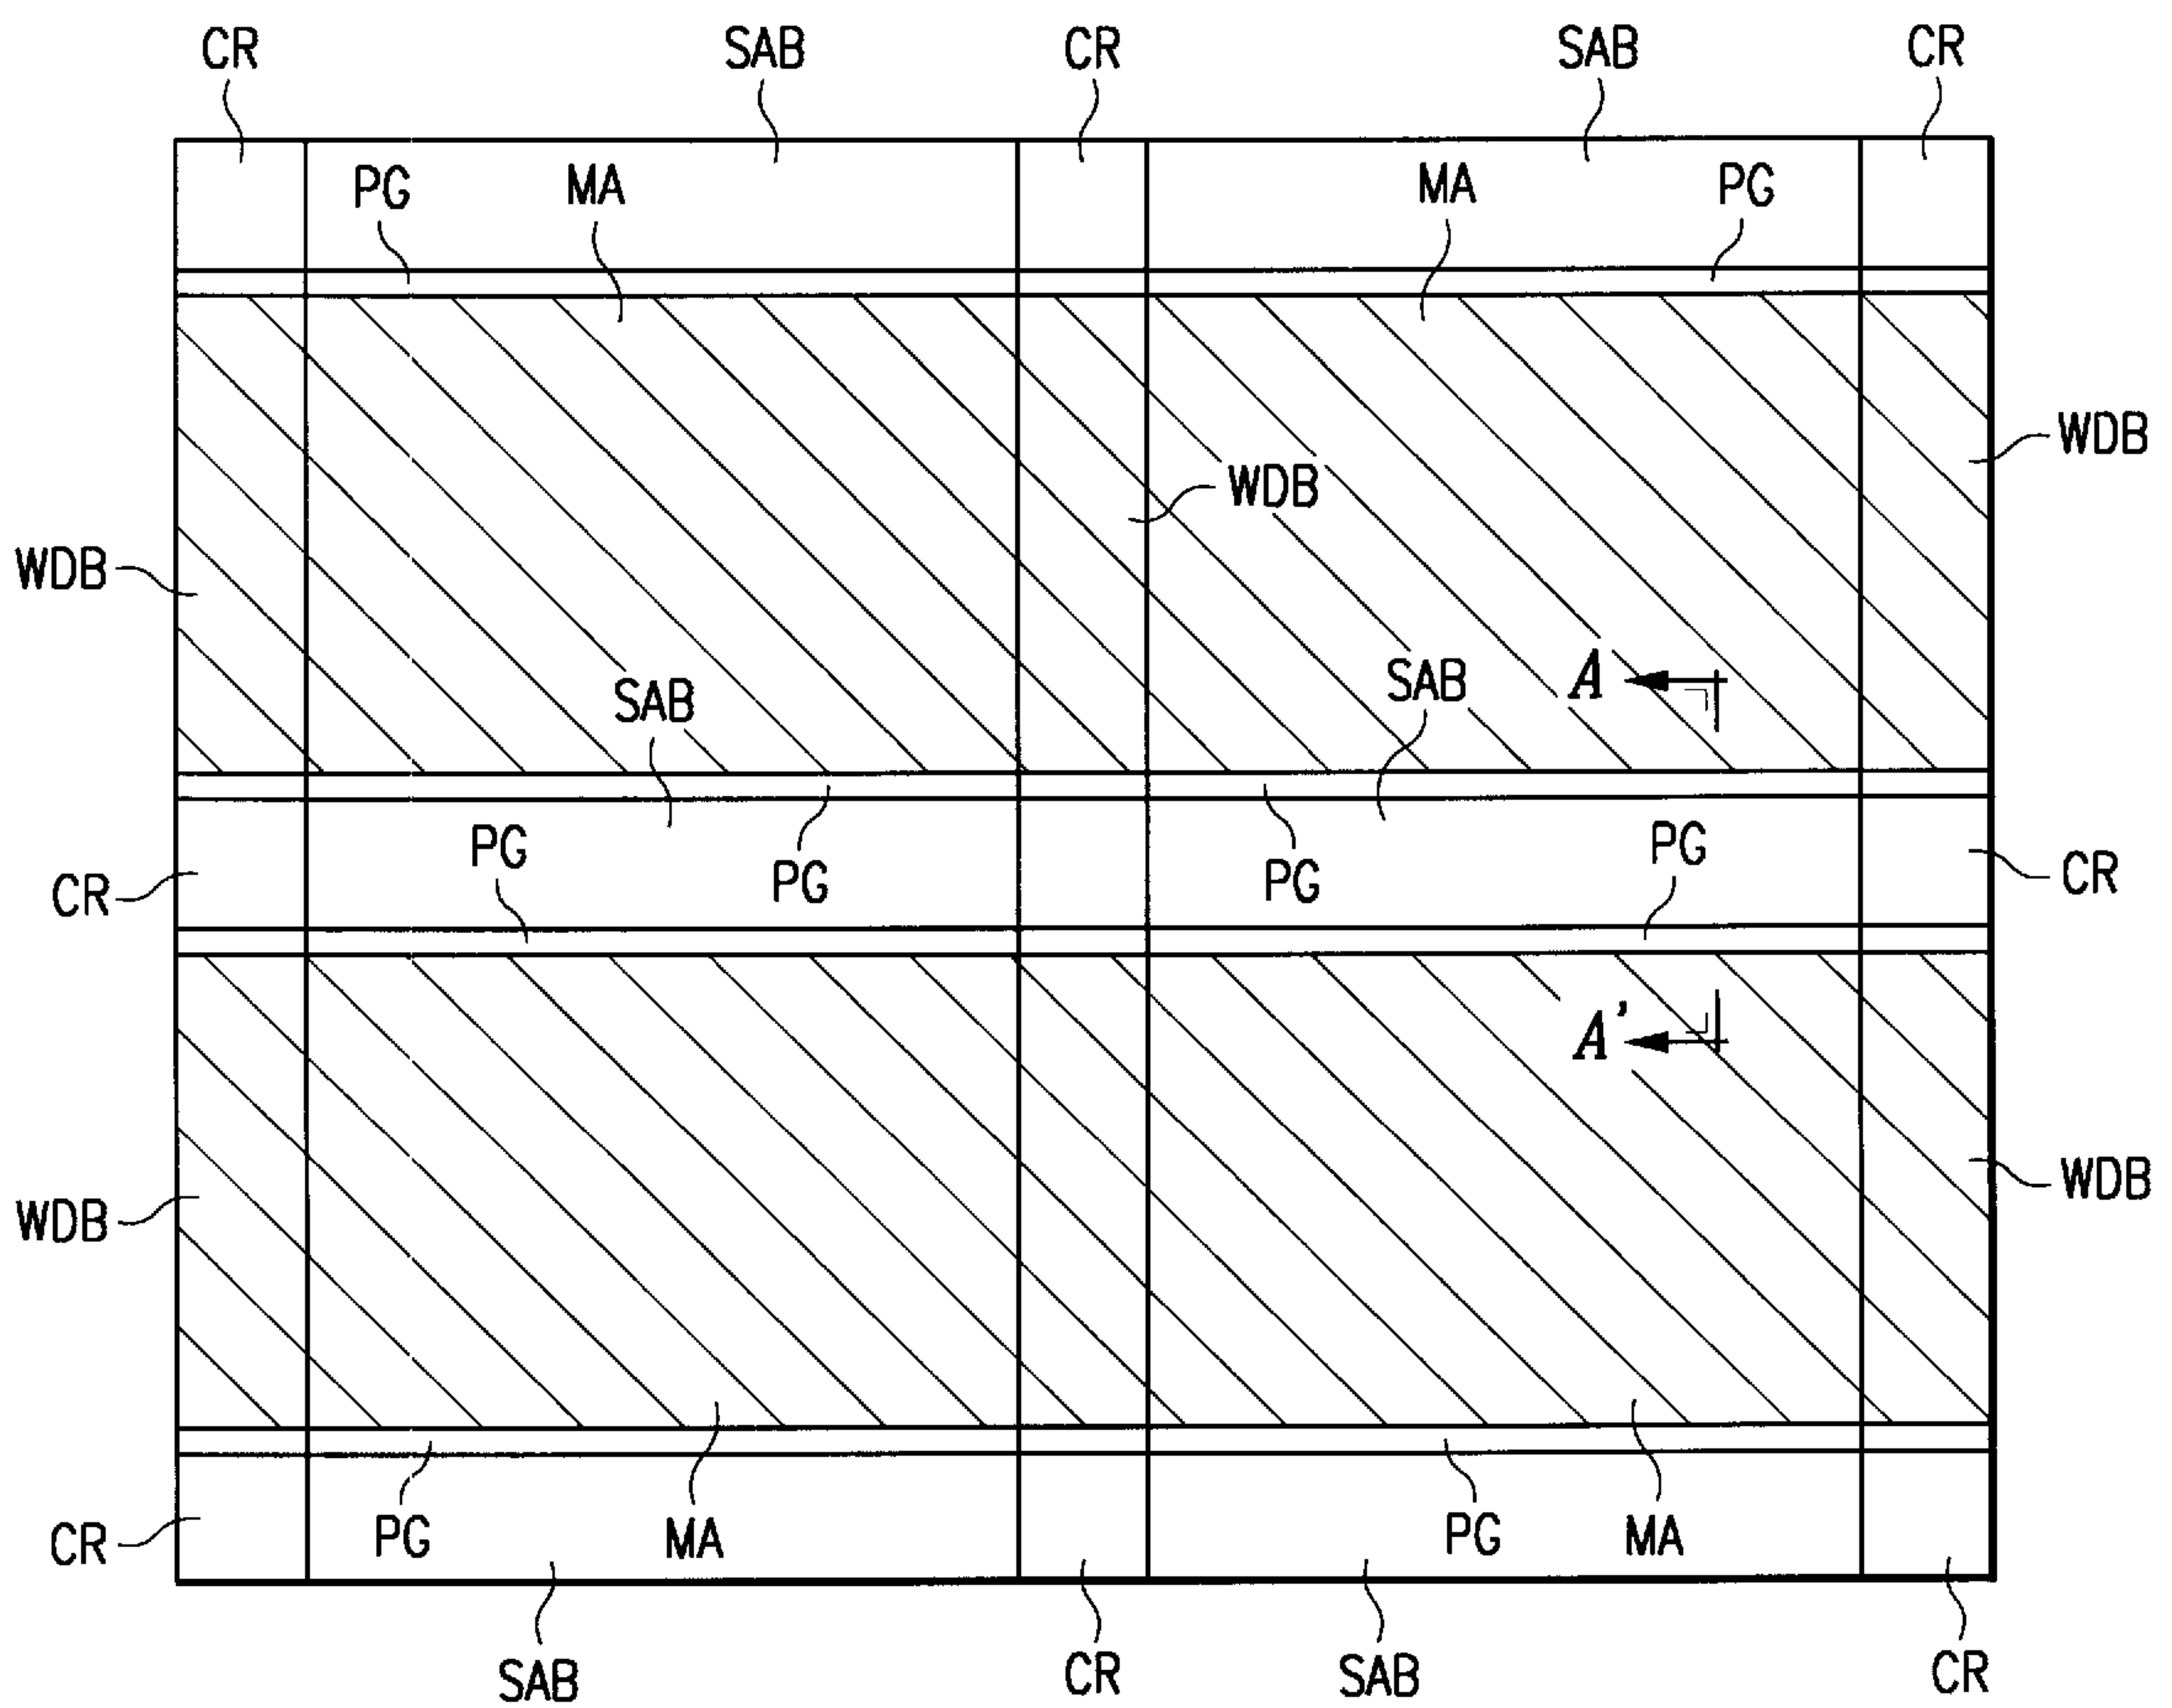 CR SAB CR SAB CR
PG MA MA PG
WDB
WDB
WDB
SAB SAB A
PG PG PG PG
CR CR
A'
WDB WDB
CR PG MA PG MA
SAB CR SAB CR